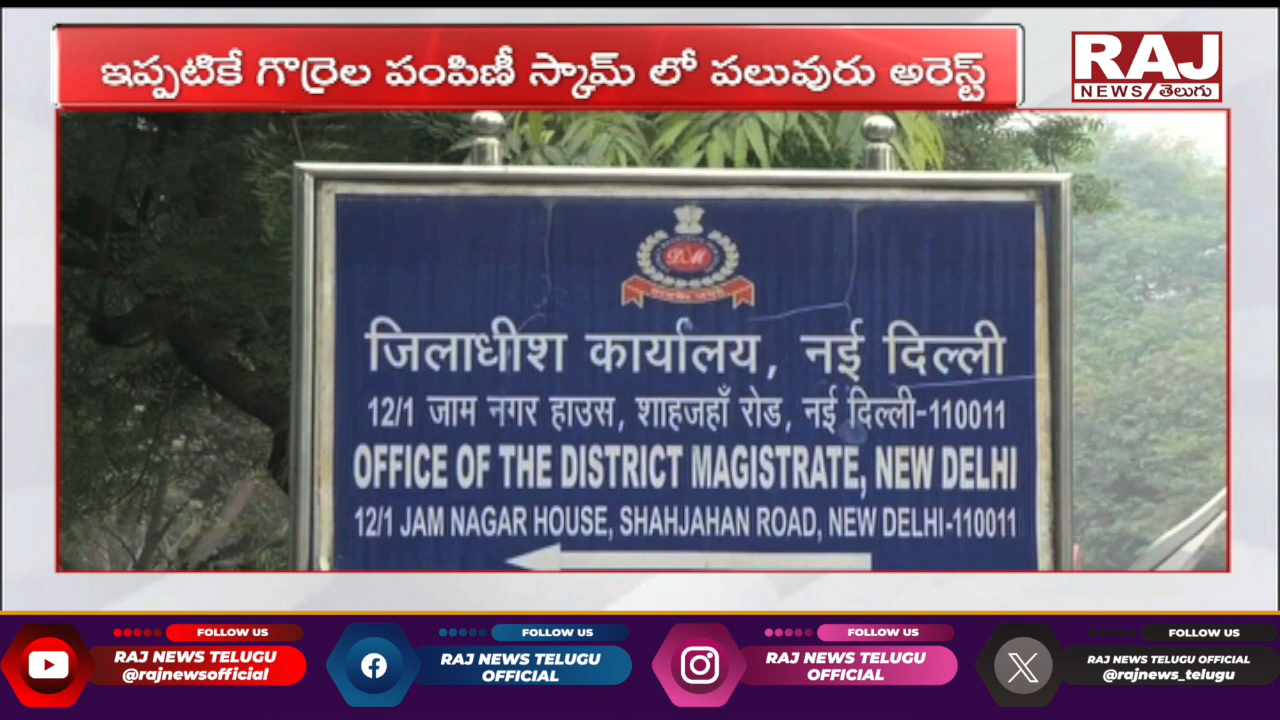 ఇప్పటికే గొర్రెల పంపిణీ స్కామ్ లో పలువురు అరెస్ట్
RAJ
NEWS/తెలుగు
DM
जिलाधीश कार्यालय, नई दिल्ली
12/1 जाम नगर हाउस, शाहजहाँ रोड, नई दिल्ली-110011
OFFICE OF THE DISTRICT MAGISTRATE, NEW DELHI
12/1 JAM NAGAR HOUSE, SHAHJAHAN ROAD, NEW DELHI-110011
FOLLOW US
RAJ NEWS TELUGU
@rajnewsofficial
FOLLOW US
RAJ NEWS TELUGU
OFFICIAL
FOLLOW US
RAJ NEWS TELUGU
OFFICIAL
FOLLOW US
RAJ NEWS TELUGU OFFICIAL
@rajnews_telugu